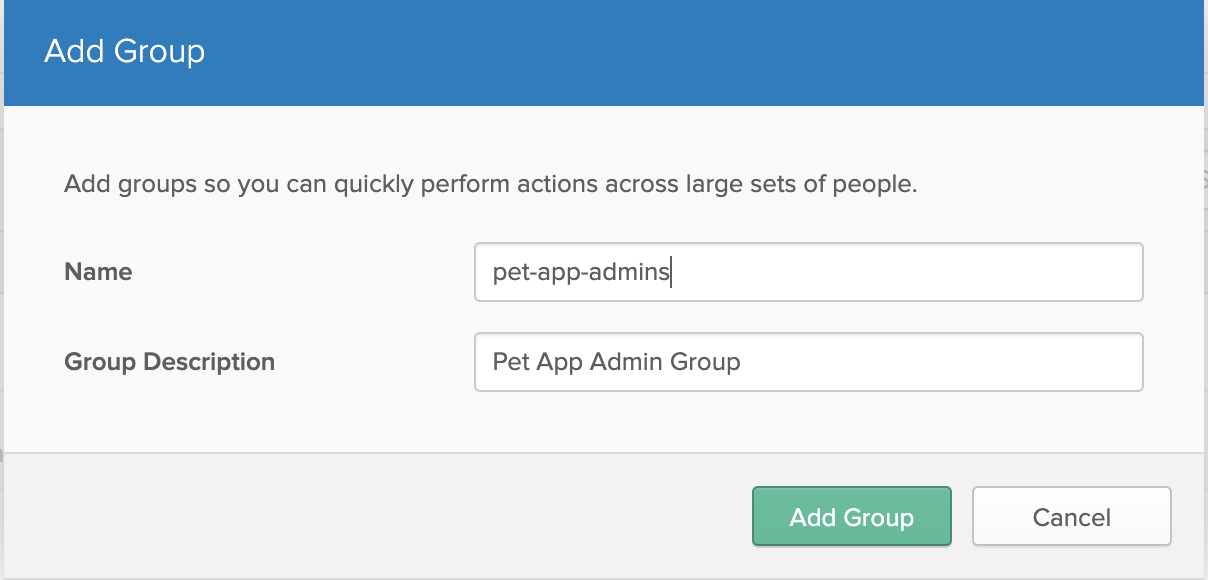 Add Group
Add groups so you can quickly perform actions across large sets of people.
Name
pet-app-admins
Group Description
Pet App Admin Group
Add Group
Cancel